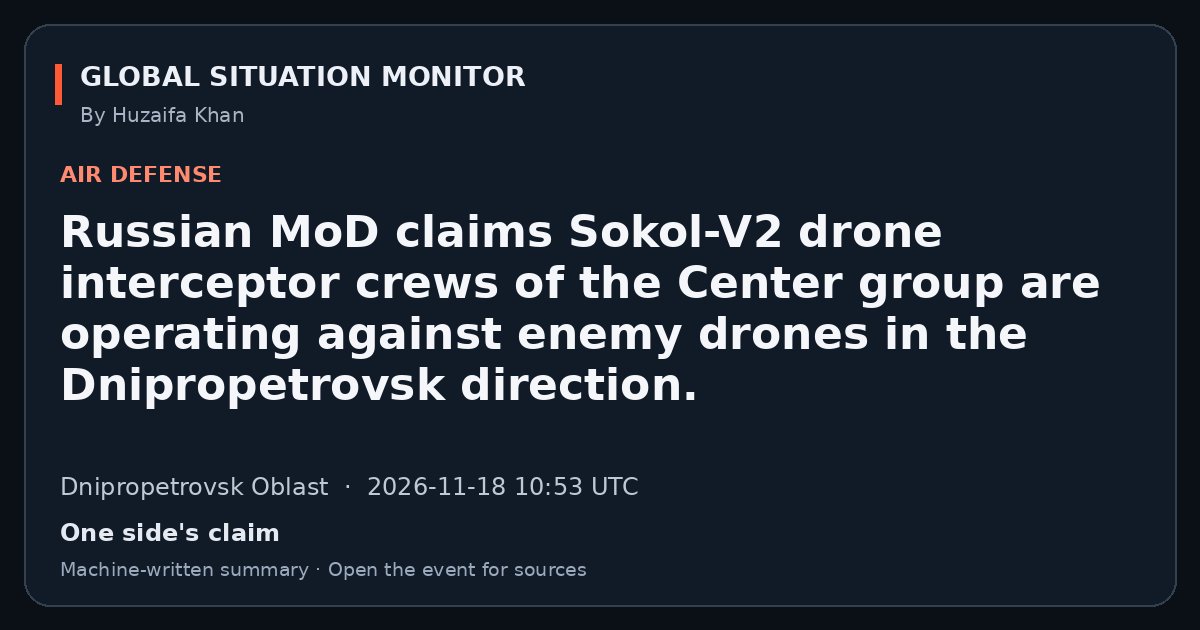 GLOBAL SITUATION MONITOR
By Huzaifa Khan
AIR DEFENSE
Russian MoD claims Sokol-V2 drone
interceptor crews of the Center group are
operating against enemy drones in the
Dnipropetrovsk direction.
Dnipropetrovsk Oblast · 2026-11-18 10:53 UTC
One side's claim
Machine-written summary · Open the event for sources